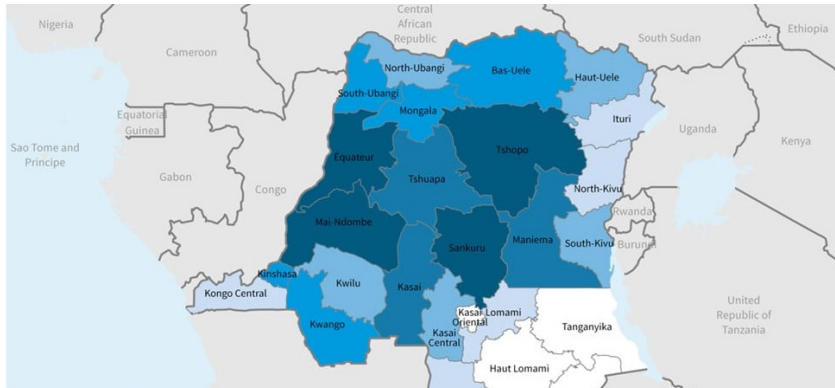 Nigeria
Central
African
Republic
Ethiopia
South Sudan
Cameroon
North-Ubangi
Bas-Uele
Haut-Uele
South-Ubangi
Mongala
Equatorial
Guinea
Ituri
Uganda
Kenya
Sao Tome and
Principe
Gabon
Congo
Equateur
Tshopo
Tshuapa
North-Kivu
Rwanda
Mai-Ndombe
Sankuru
Maniema
South-Kivu
Burundi
Kinshasa
Kongo Central
Kwilu
Kasai
Kwango
Kasai
Oriental
Lomami
Kasai
Central
Tanganyika
Haut Lomami
United
Republic of
Tanzania